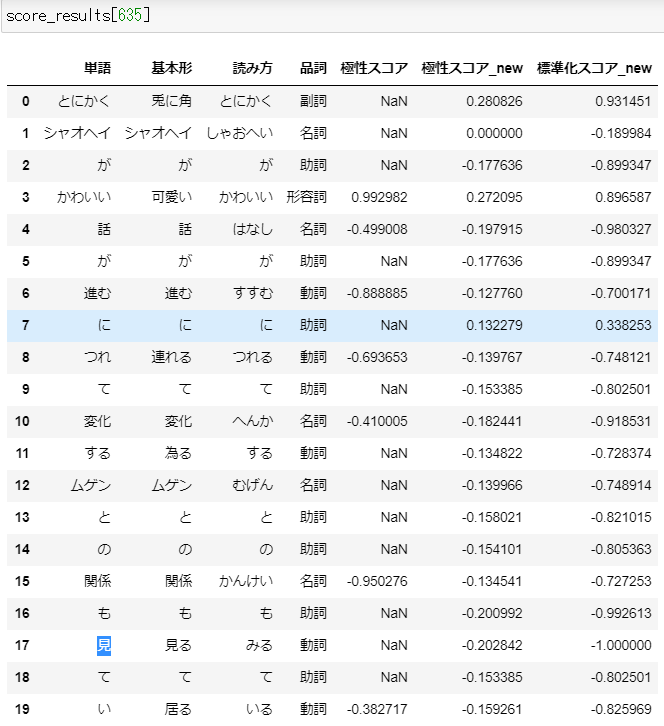 score_results[635]
単語 基本形 読み方 品詞 極性スコア 極性スコア_new 標準化スコア_new
0 とにかく 兎に角 とにかく 副詞 NaN 0.280826 0.931451
1 シャオヘイ シャオヘイ しゃおへい 名詞 NaN 0.000000 -0.189984
2 が が が 助詞 NaN -0.177636 -0.899347
3 かわいい 可愛い かわいい 形容詞 0.992982 0.272095 0.896587
4 話 話 はなし 名詞 -0.499008 -0.197915 -0.980327
5 が が が 助詞 NaN -0.177636 -0.899347
6 進む 進む すすむ 動詞 -0.888885 -0.127760 -0.700171
7 に に に 助詞 NaN 0.132279 0.338253
8 つれ 連れる つれる 動詞 -0.693653 -0.139767 -0.748121
9 て て て 助詞 NaN -0.153385 -0.802501
10 変化 変化 へんか 名詞 -0.410005 -0.182441 -0.918531
11 する 為る する 動詞 NaN -0.134822 -0.728374
12 ムゲン ムゲン むげん 名詞 NaN -0.139966 -0.748914
13 と と と 助詞 NaN -0.158021 -0.821015
14 の の の 助詞 NaN -0.154101 -0.805363
15 関係 関係 かんけい 名詞 -0.950276 -0.134541 -0.727253
16 も も も 助詞 NaN -0.200992 -0.992613
17 見 見る みる 動詞 NaN -0.202842 -1.000000
18 て て て 助詞 NaN -0.153385 -0.802501
19 い 居る いる 動詞 -0.382717 -0.159261 -0.825969